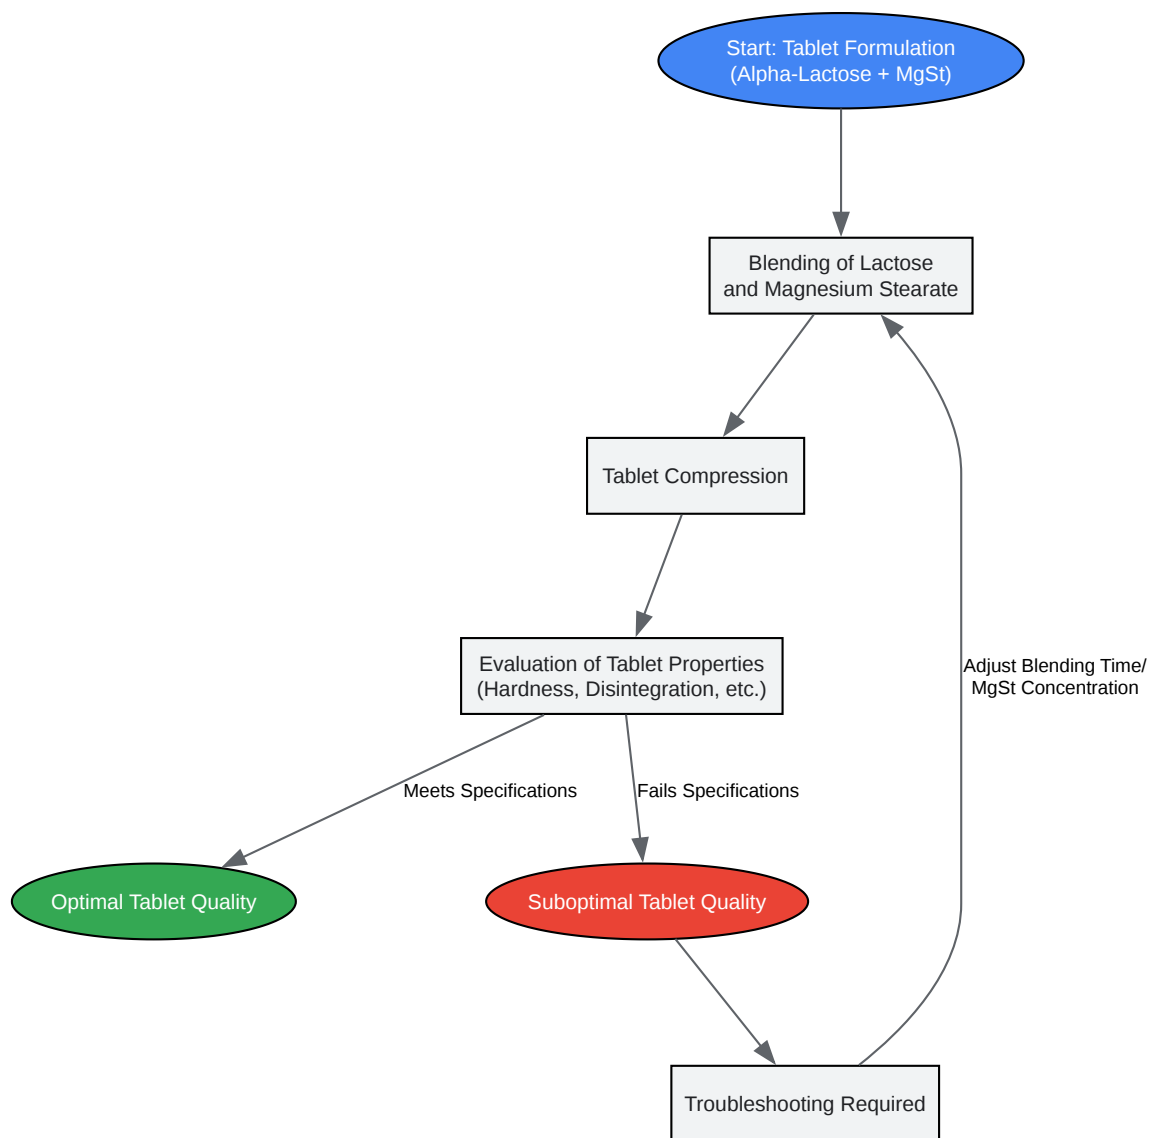 Start: Tablet Formulation
(Alpha-Lactose + MgSt)
Blending of Lactose
and Magnesium Stearate
Tablet Compression
Evaluation of Tablet Properties
(Hardness, Disintegration, etc.)
Adjust Blending Time/
MgSt Concentration
Meets Specifications
Fails Specifications
Optimal Tablet Quality
Suboptimal Tablet Quality
Troubleshooting Required